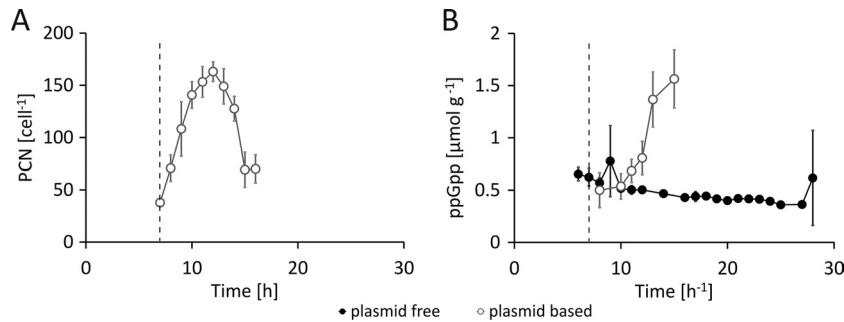 A
B
200
150
100
50
0
PCN [cell-1]
0
10
20
30
Time [h]
2
1.5
1
0.5
0
ppGpp [µmol g-1]
0
10
20
30
Time [h-1]
plasmid free
plasmid based